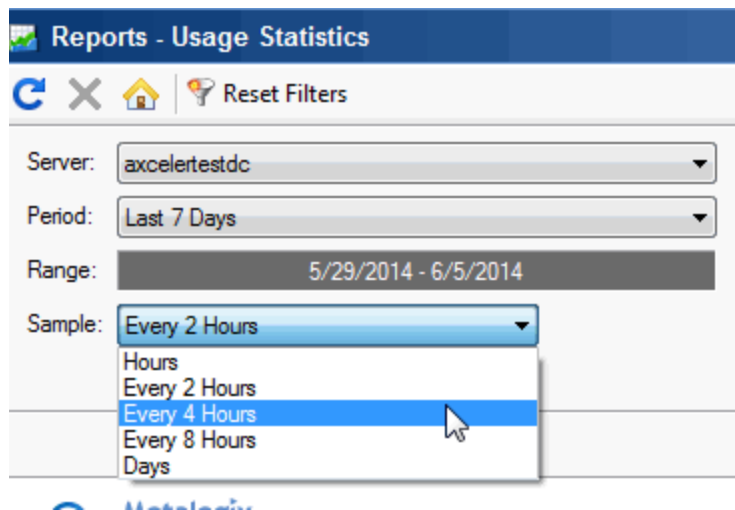 Reports - Usage Statistics
Reset Filters
Server: axcelertestdc
Period: Last 7 Days
Range: 5/29/2014 - 6/5/2014
Sample: Every 2 Hours
Hours
Every 2 Hours
Every 4 Hours
Every 8 Hours
Days